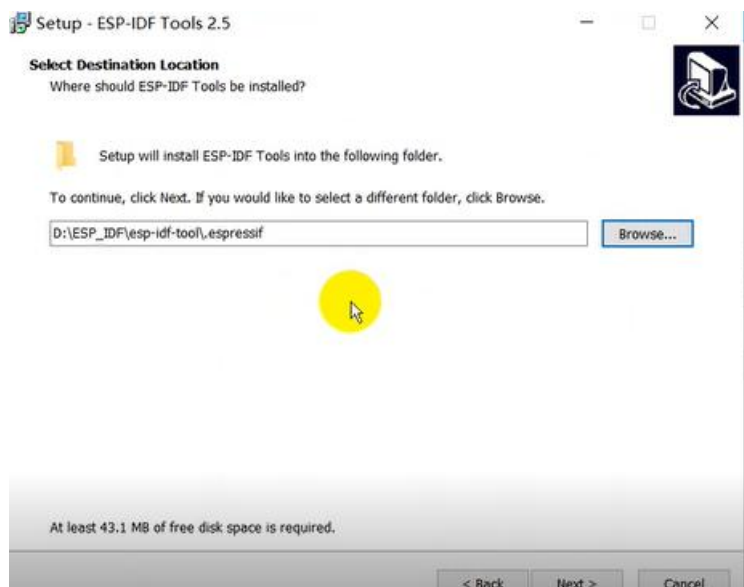 Setup - ESP-IDF Tools 2.5
Select Destination Location
Where should ESP-IDF Tools be installed?
Setup will install ESP-IDF Tools into the following folder.
To continue, click Next. If you would like to select a different folder, click Browse.
D:\ESP_IDF\esp-idf-tool\.espressif
Browse...
At least 43.1 MB of free disk space is required.
< Back
Next >
Cancel